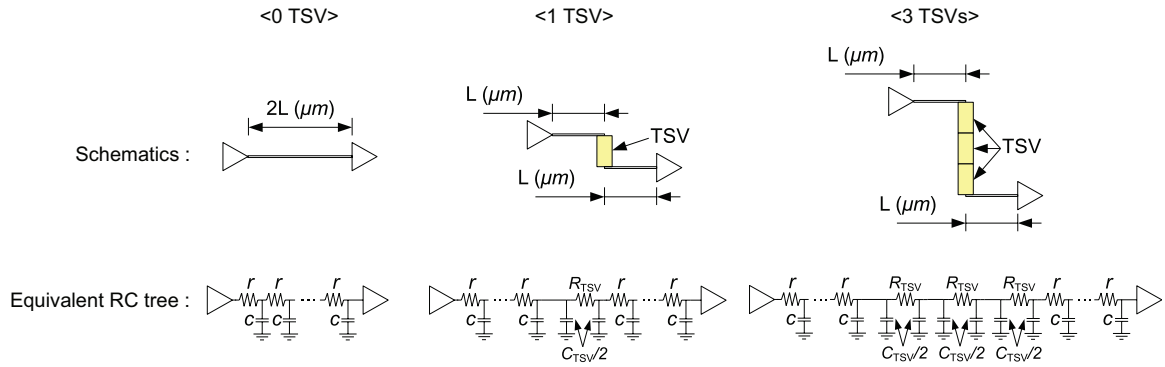 <0 TSV> <1 TSV> <3 TSVs>
L (µm)
L (µm)
2L (µm)
TSV
TSV
Schematics :
L (µm)
L (µm)
r r r r r R_TSV r r r r R_TSV R_TSV R_TSV r r
Equivalent RC tree :
c c c c c c c c c c c
C_TSV/2 C_TSV/2 C_TSV/2 C_TSV/2